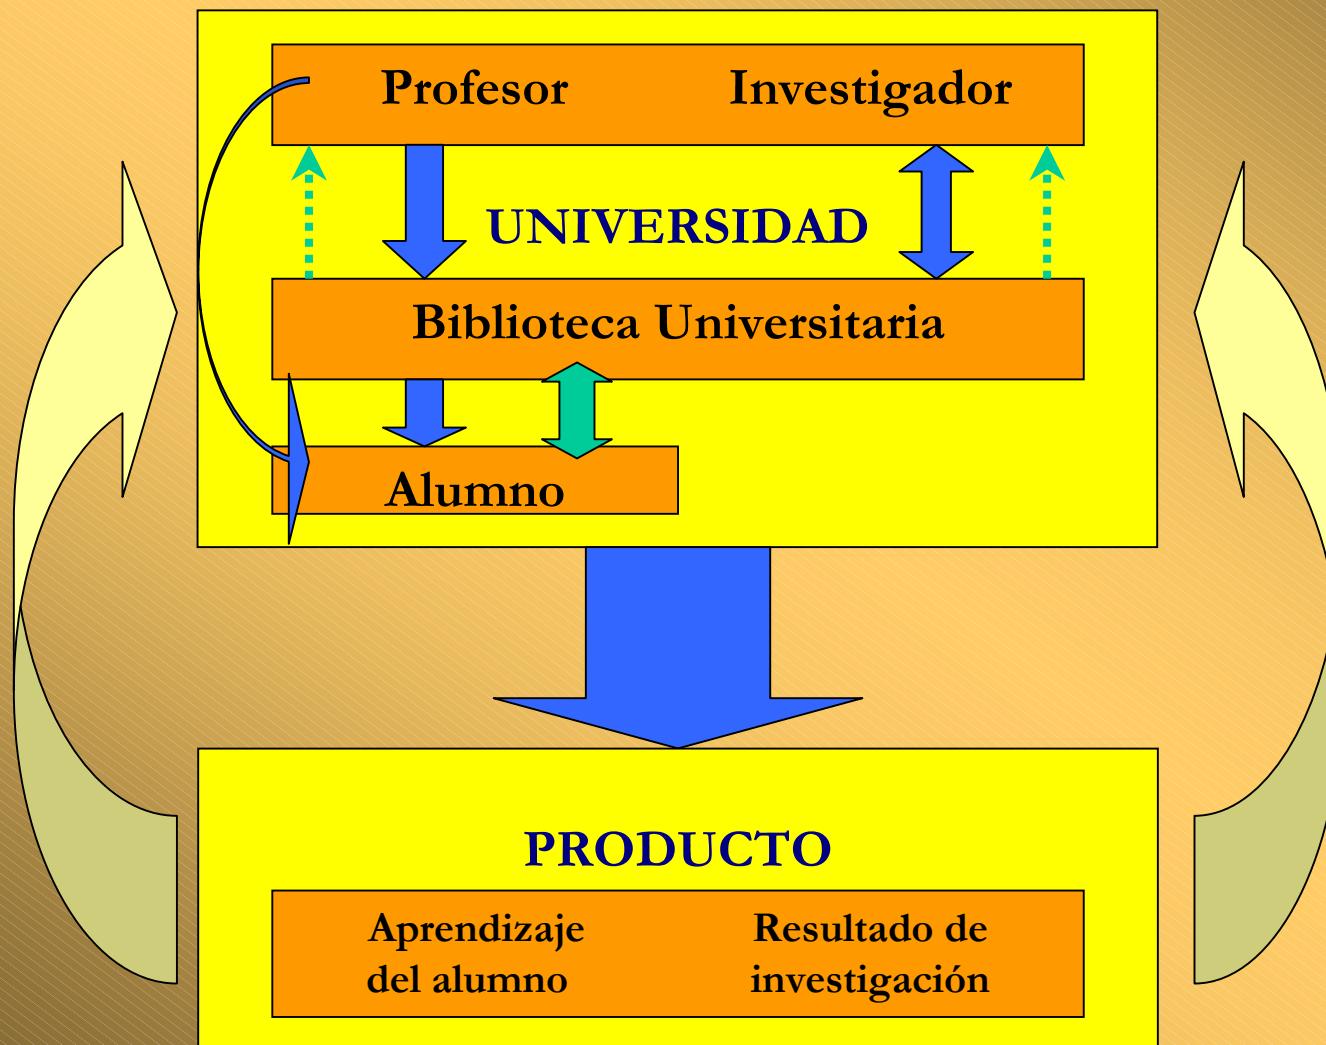 Profesor Investigador
UNIVERSIDAD
Biblioteca Universitaria
Alumno
PRODUCTO
Aprendizaje
del alumno
Resultado de
investigación